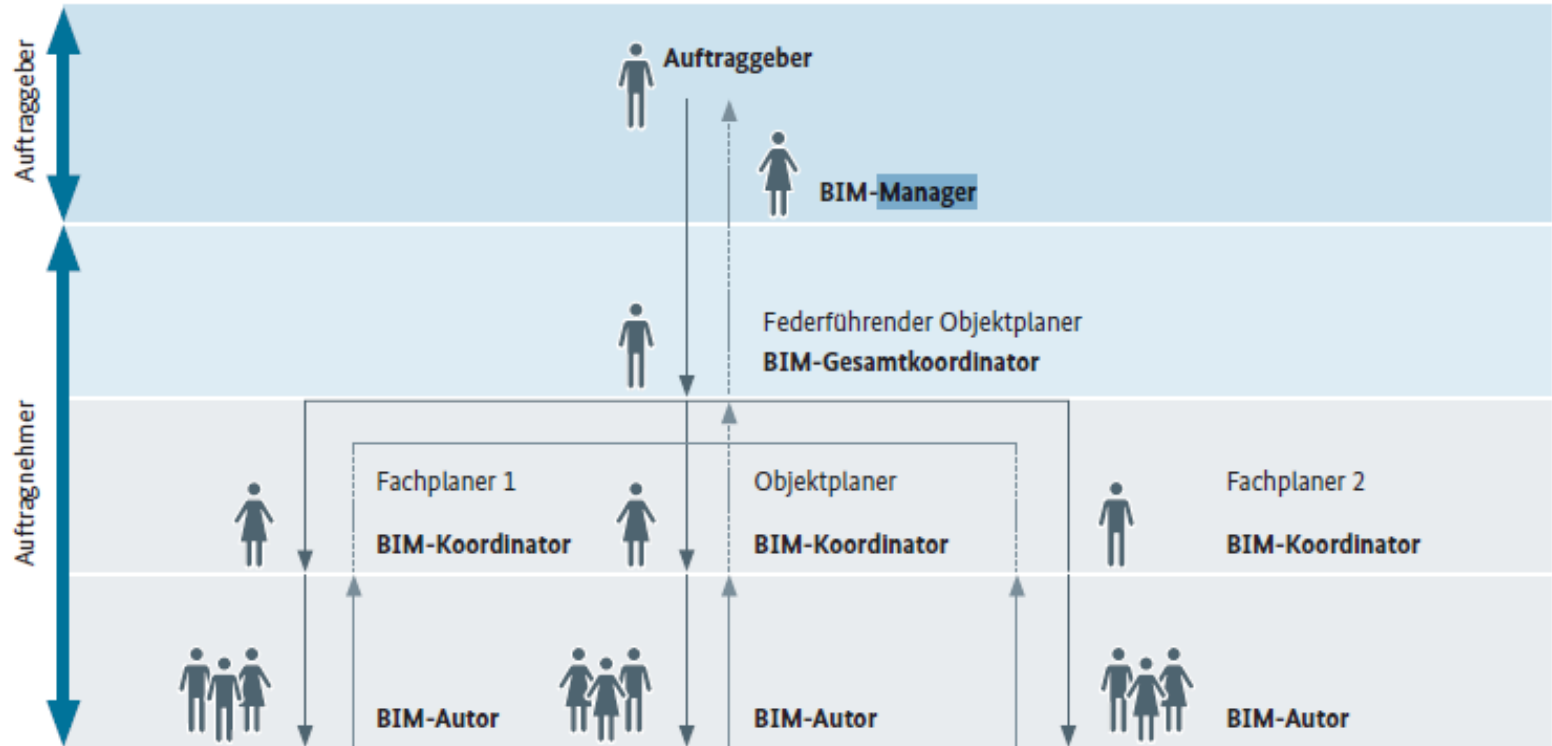 Auftraggeber
Auftraggeber
BIM-Manager
Auftragnehmer
Federführender Objektplaner
BIM-Gesamtkoordinator
Fachplaner 1
Objektplaner
Fachplaner 2
BIM-Koordinator
BIM-Koordinator
BIM-Koordinator
BIM-Autor
BIM-Autor
BIM-Autor